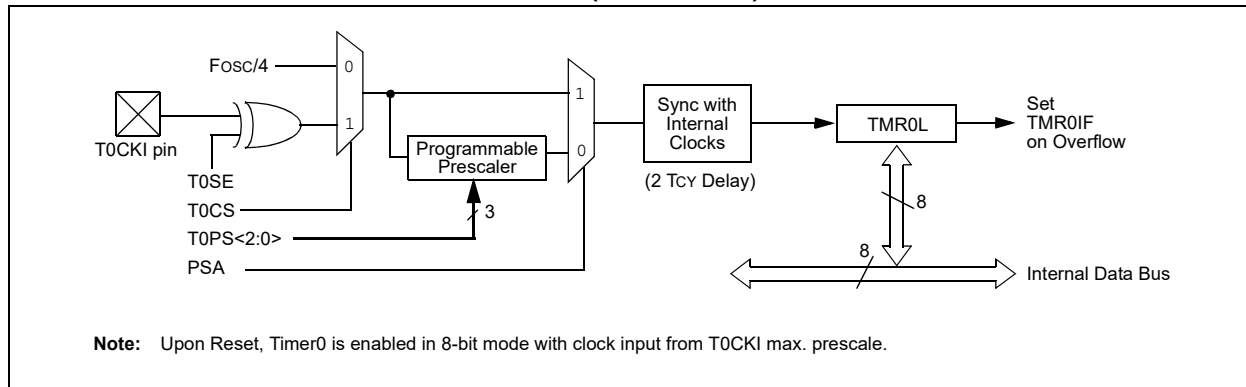 Fosc/4
0
1
T0CKI pin
T0SE
T0CS
T0PS<2:0>
PSA
Programmable
Prescaler
3
1
0
Sync with
Internal
Clocks
(2 TCY Delay)
TMR0L
Set
TMR0IF
on Overflow
8
8
Internal Data Bus
Note: Upon Reset, Timer0 is enabled in 8-bit mode with clock input from T0CKI max. prescale.